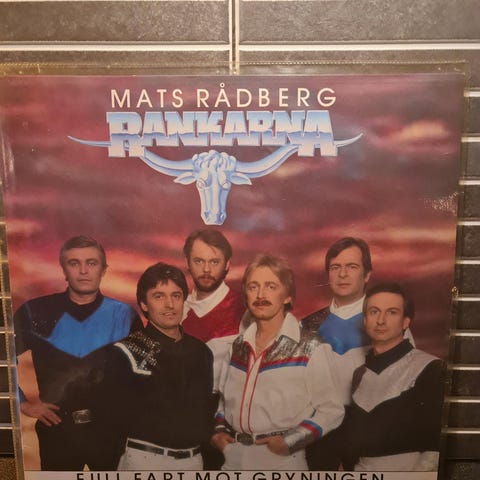 MATS RÅDBERG
RANKARNA
FULL FART MOT GRYNINGEN